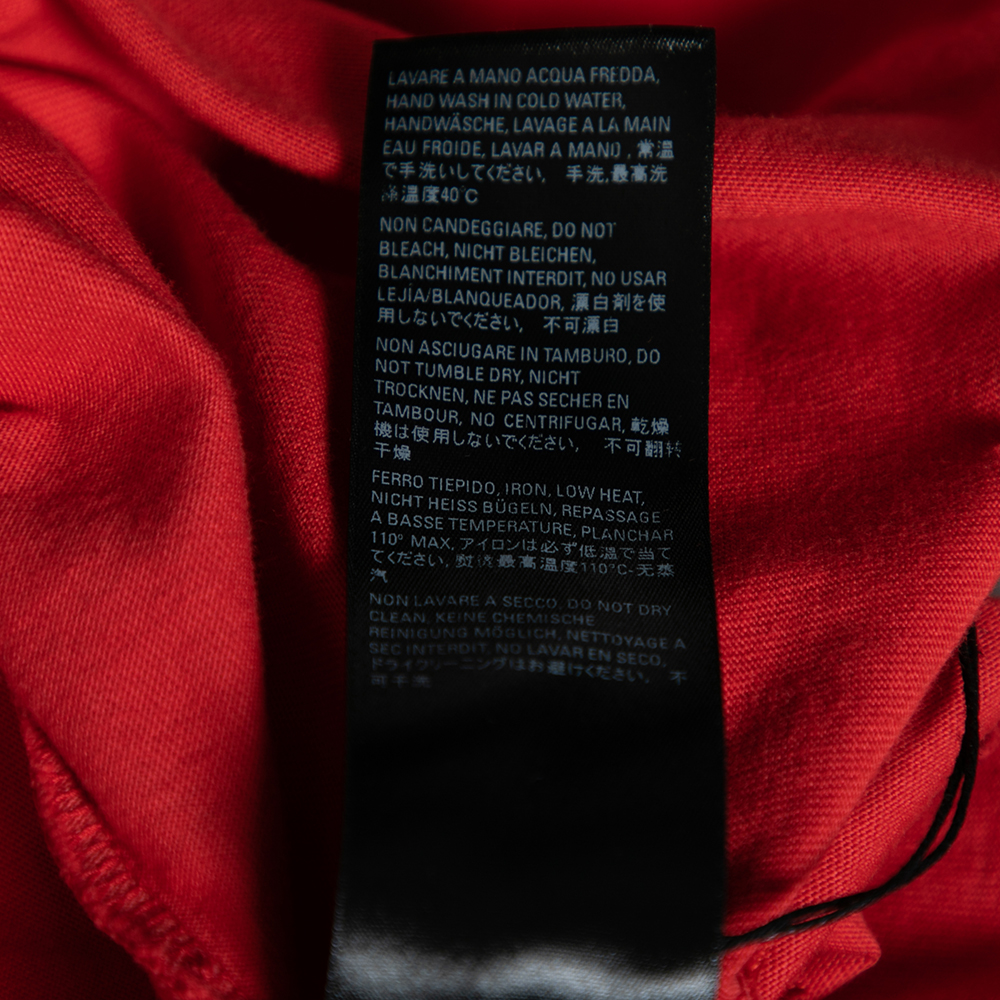 LAVARE A MANO ACQUA FREDDA,
HAND WASH IN COLD WATER,
HANDWÄSCHE, LAVAGE A LA MAIN
EAU FROIDE, LAVAR A MANO , 常温
で手洗いしてください, 手洗,最高洗
涤温度40°C
NON CANDEGGIARE, DO NOT
BLEACH, NICHT BLEICHEN,
BLANCHIMENT INTERDIT, NO USAR
LEJÍA/BLANQUEADOR, 漂白剤を使
用しないでください, 不可漂白
NON ASCIUGARE IN TAMBURO, DO
NOT TUMBLE DRY, NICHT
TROCKNEN, NE PAS SECHER EN
TAMBOUR, NO CENTRIFUGAR, 乾燥
機は使用しないでください, 不可翻转
干燥
FERRO TIEPIDO, IRON, LOW HEAT,
NICHT HEISS BÜGELN, REPASSAGE
A BASSE TEMPERATURE, PLANCHAR
110° MAX, アイロンは必ず低温で当て
てください, 最高温度110°C-无蒸
汽
NON LAVARE A SECCO, DO NOT DRY
CLEAN, KEINE CHEMISCHE
REINIGUNG MÖGLICH, NETTOYAGE A
SEC INTERDIT, NO LAVAR EN SECO,
ドライクリーニングはお避けください, 不
可手洗